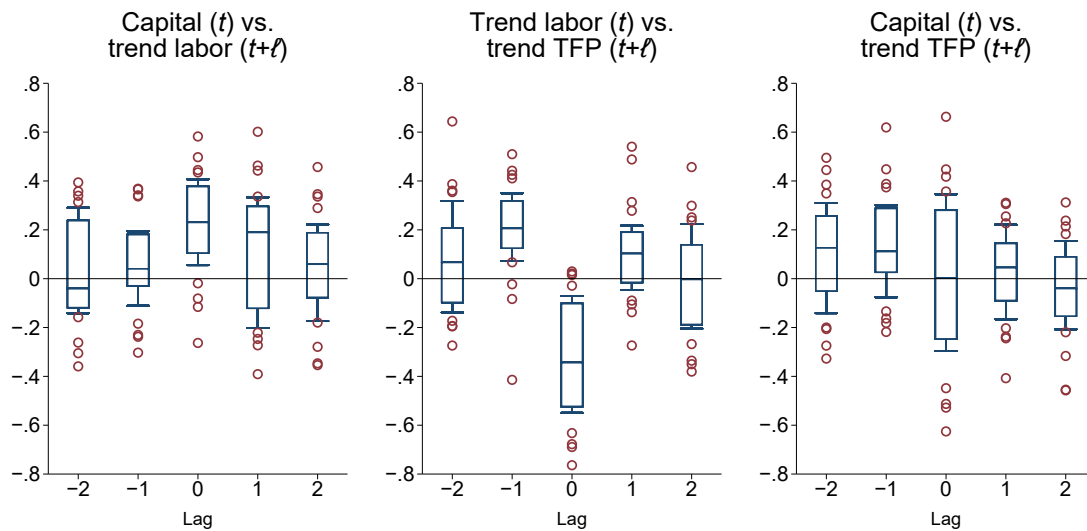 Capital (t) vs.
trend labor (t+ℓ)
.8
.6
.4
.2
0
−.2
−.4
−.6
−.8
−2 −1 0 1 2
Lag
Trend labor (t) vs.
trend TFP (t+ℓ)
.8
.6
.4
.2
0
−.2
−.4
−.6
−.8
−2 −1 0 1 2
Lag
Capital (t) vs.
trend TFP (t+ℓ)
.8
.6
.4
.2
0
−.2
−.4
−.6
−.8
−2 −1 0 1 2
Lag